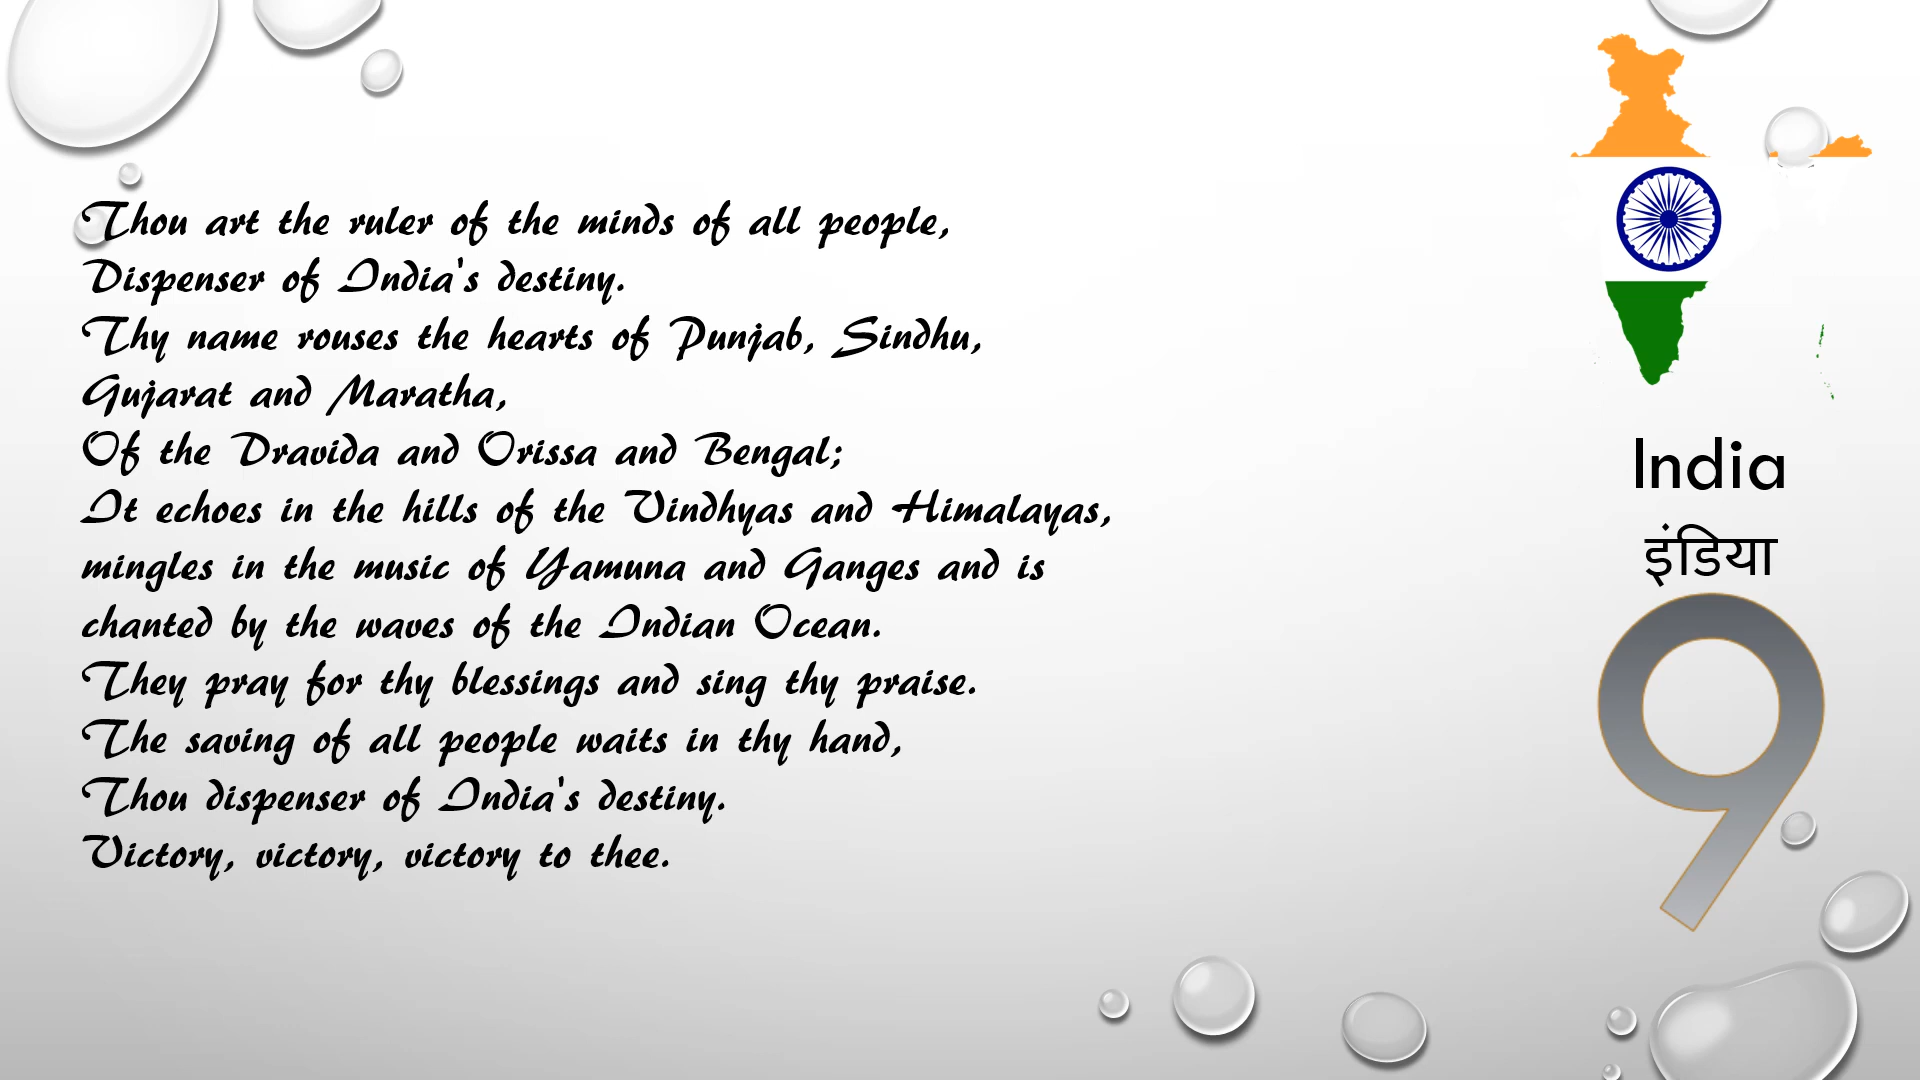 Thou art the ruler of the minds of all people,
Dispenser of India's destiny.
Thy name rouses the hearts of Punjab, Sindhu,
Gujarat and Maratha,
Of the Dravida and Orissa and Bengal;
It echoes in the hills of the Vindhyas and Himalayas,
mingles in the music of Yamuna and Ganges and is
chanted by the waves of the Indian Ocean.
They pray for thy blessings and sing thy praise.
The saving of all people waits in thy hand,
Thou dispenser of India's destiny.
Victory, victory, victory to thee.
India
इंडिया
9